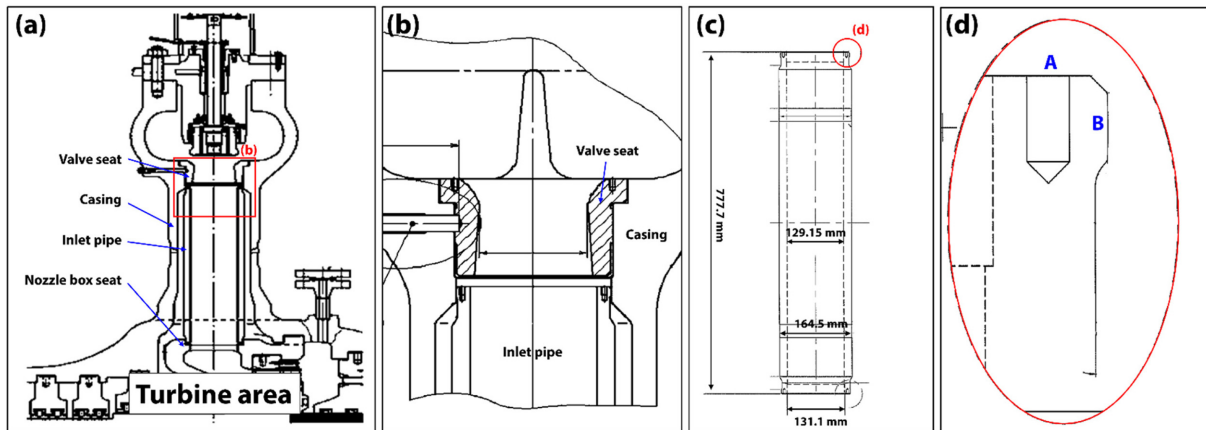 (a)
Valve seat
(b)
Casing
Inlet pipe
Nozzle box seat
Turbine area
(b)
Valve seat
Casing
Inlet pipe
(c)
(d)
777.7 mm
129.15 mm
164.5 mm
131.1 mm
(d)
A
B